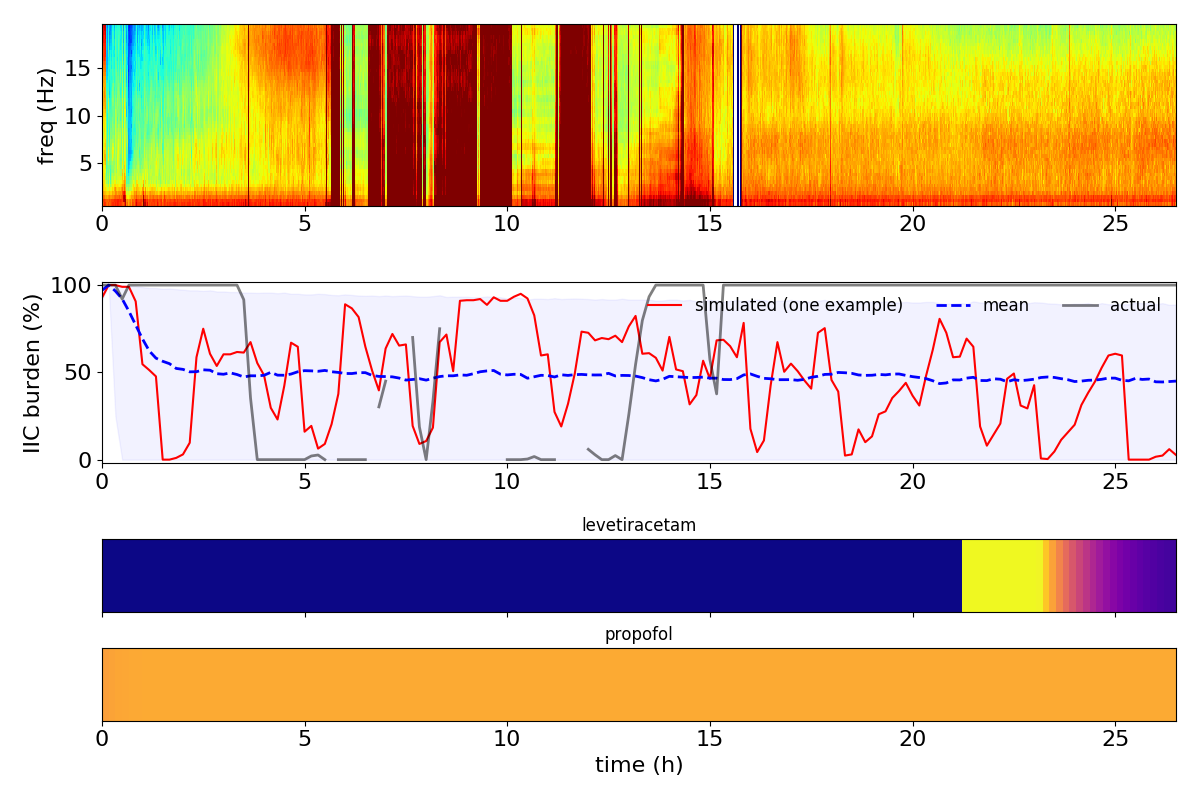 freq (Hz)
15
10
5
0 5 10 15 20 25
IIC burden (%)
100
50
0
simulated (one example) mean actual
0 5 10 15 20 25
levetiracetam
propofol
0 5 10 15 20 25
time (h)